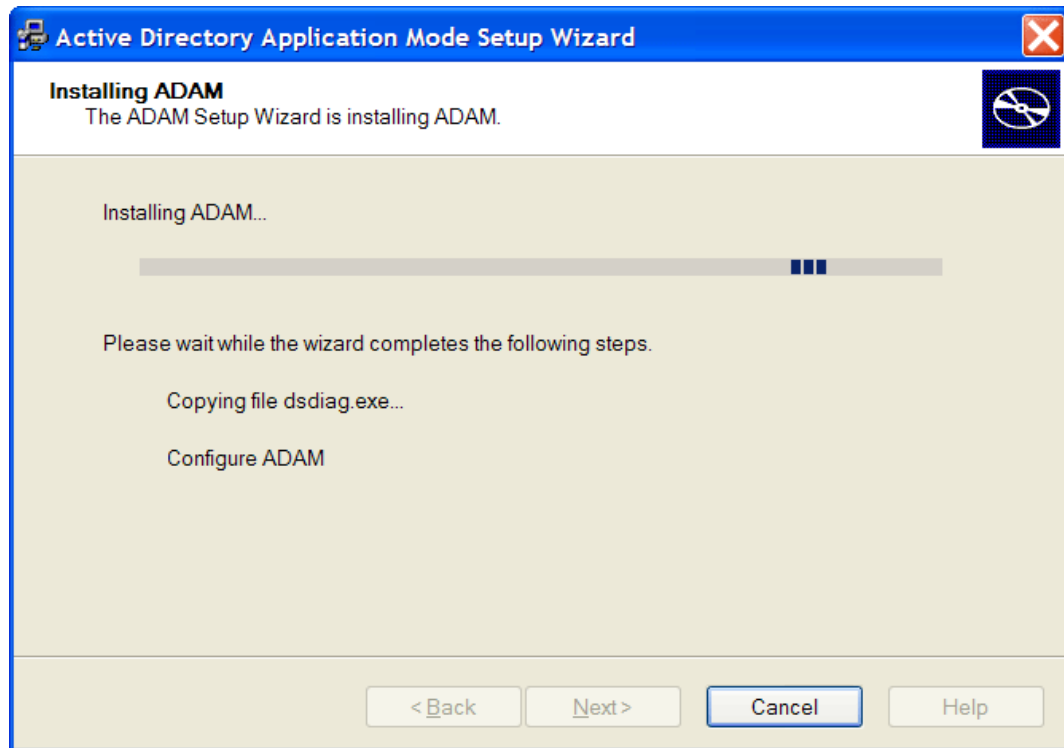 Active Directory Application Mode Setup Wizard
Installing ADAM
The ADAM Setup Wizard is installing ADAM.
Installing ADAM...
Please wait while the wizard completes the following steps.
Copying file dsdiag.exe...
Configure ADAM
< Back
Next >
Cancel
Help